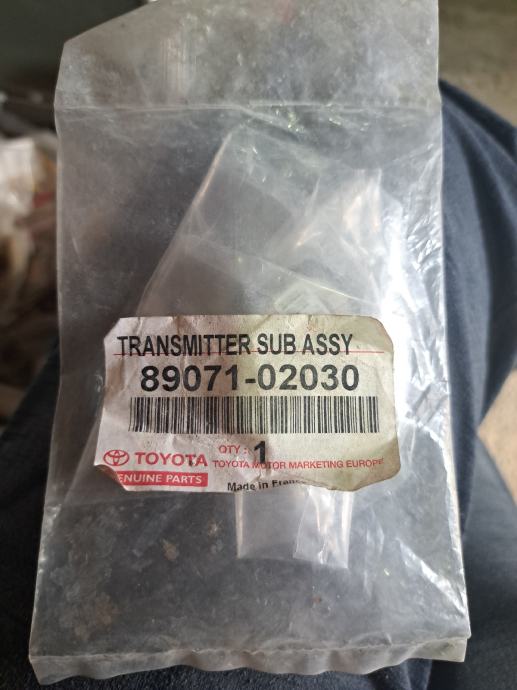 TRANSMITTER SUB ASSY
89071-02030
TOYOTA
QTY : 1
TOYOTA MOTOR MARKETING EUROPE
GENUINE PARTS
Made in France